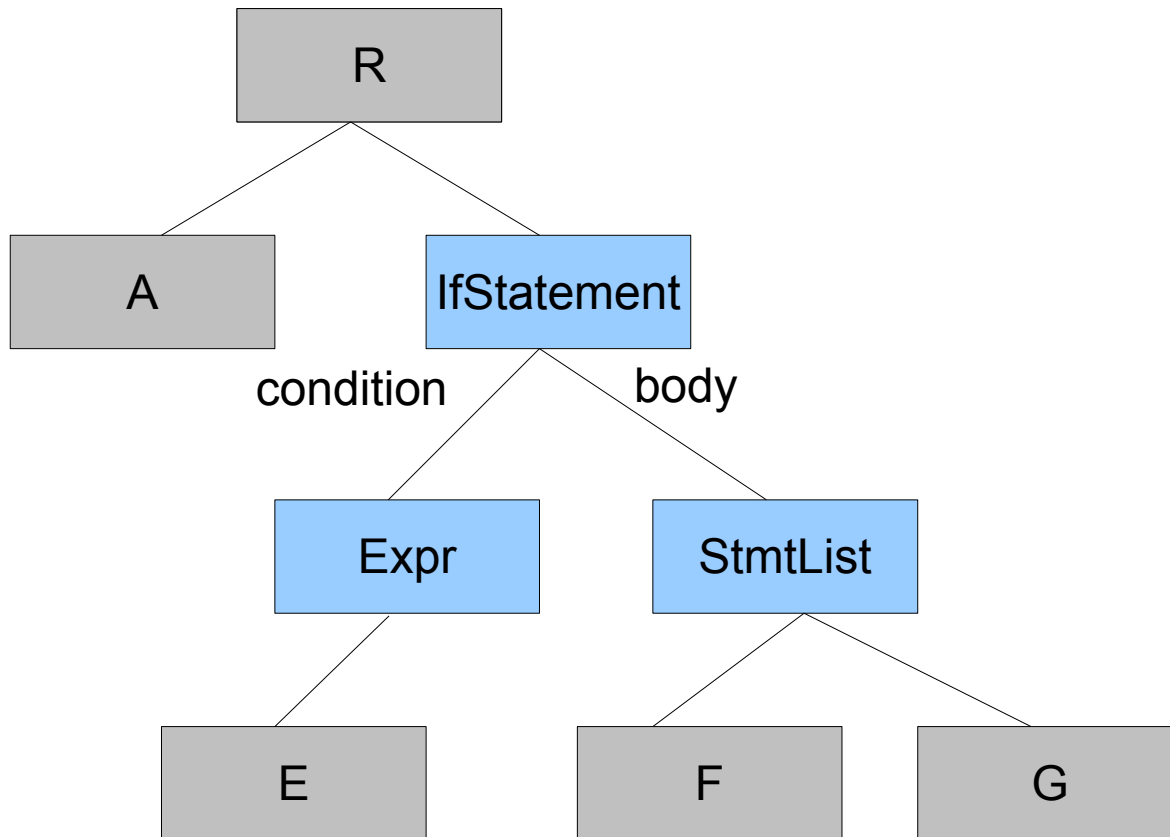 R
A
IfStatement
condition
body
Expr
StmtList
E
F
G